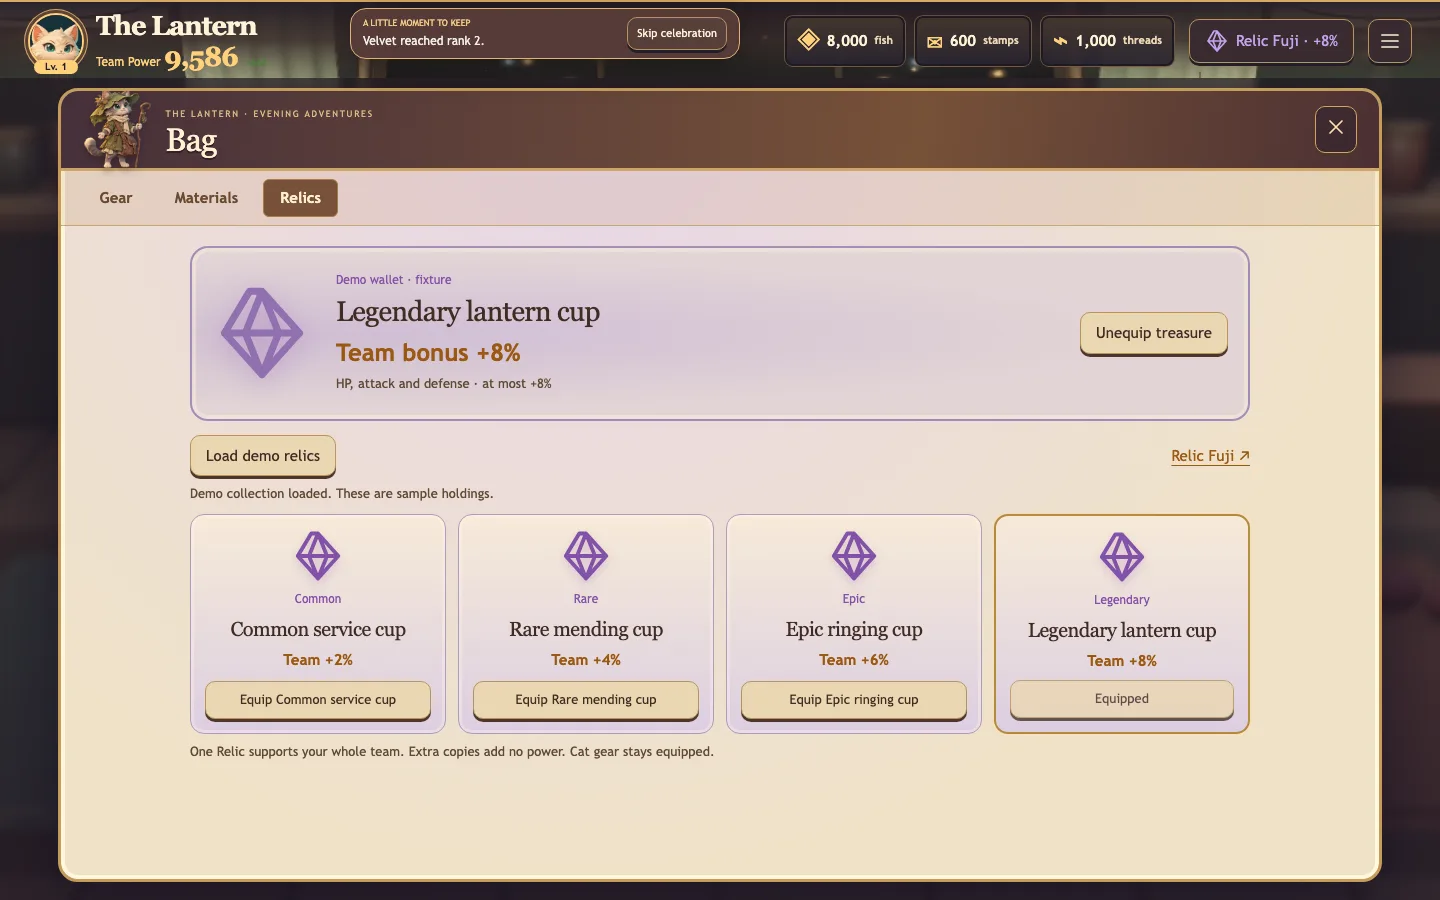 The Lantern
Lv. 1
Team Power 9,586
A LITTLE MOMENT TO KEEP
Velvet reached rank 2.
Skip celebration
8,000 fish
600 stamps
1,000 threads
Relic Fuji · +8%
THE LANTERN · EVENING ADVENTURES
Bag
Gear
Materials
Relics
Demo wallet · fixture
Legendary lantern cup
Team bonus +8%
HP, attack and defense · at most +8%
Unequip treasure
Load demo relics
Relic Fuji ↗
Demo collection loaded. These are sample holdings.
Common
Common service cup
Team +2%
Equip Common service cup
Rare
Rare mending cup
Team +4%
Equip Rare mending cup
Epic
Epic ringing cup
Team +6%
Equip Epic ringing cup
Legendary
Legendary lantern cup
Team +8%
Equipped
One Relic supports your whole team. Extra copies add no power. Cat gear stays equipped.